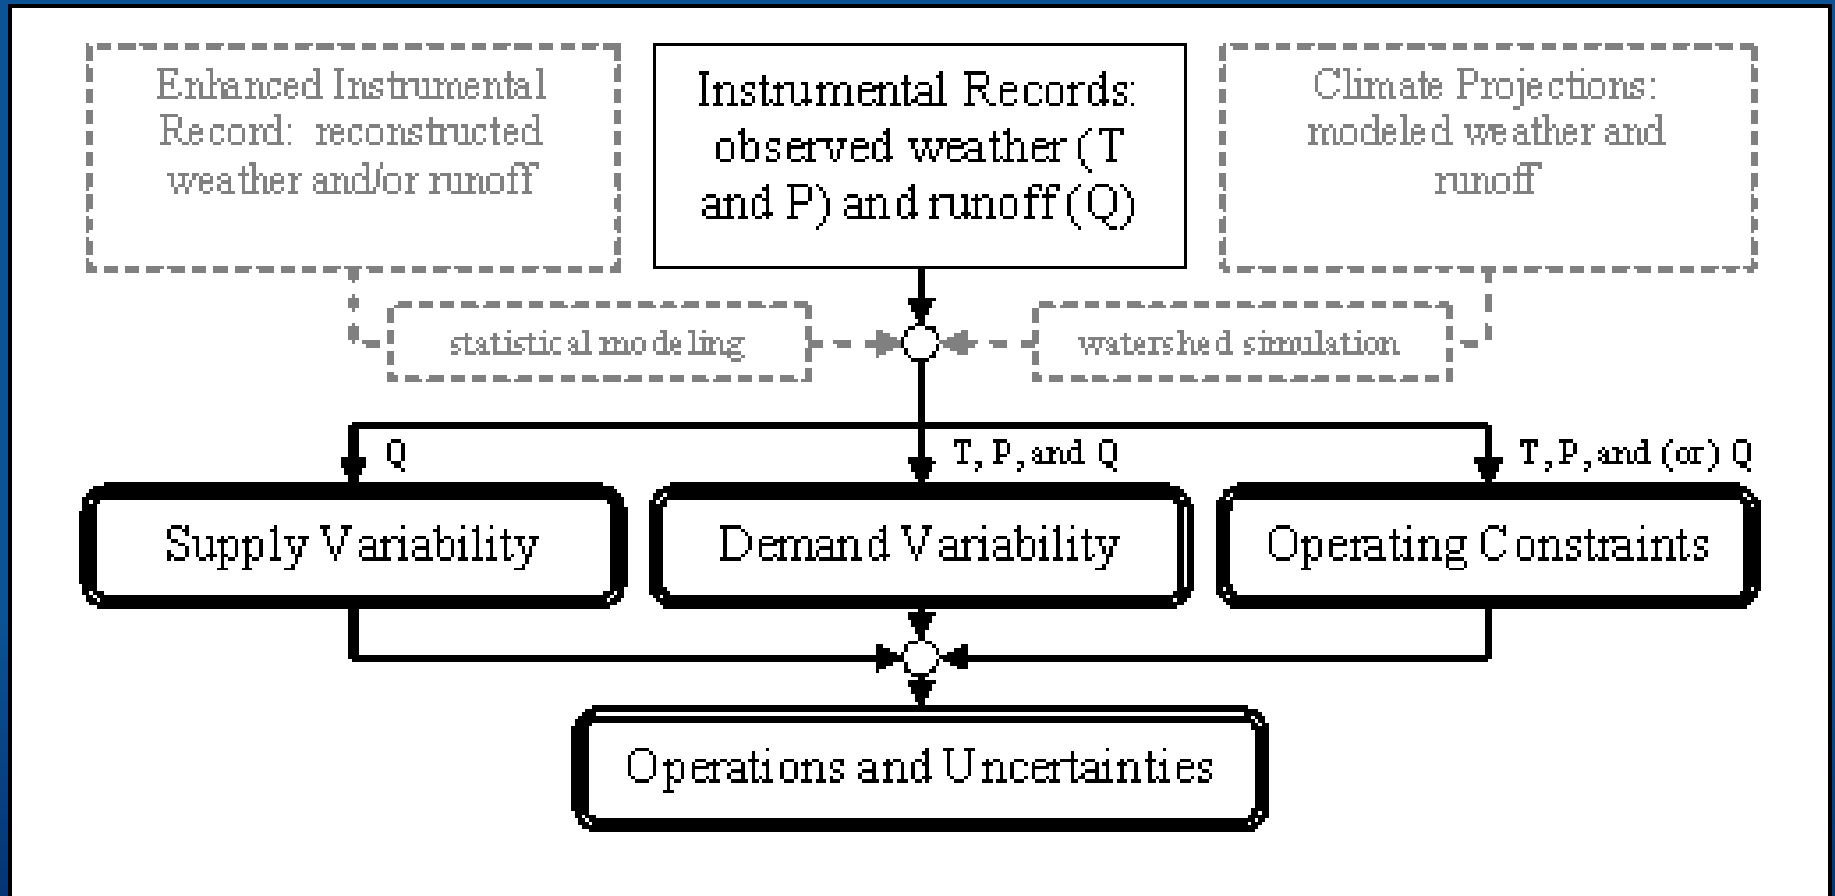 Enhanced Instrumental
Record: reconstructed
weather and/or runoff
Instrumental Records:
observed weather (T
and P) and runoff (Q)
Climate Projections:
modeled weather and
runoff
statistical modeling
watershed simulation
Q
T, P, and Q
T, P, and (or) Q
Supply Variability
Demand Variability
Operating Constraints
Operations and Uncertainties